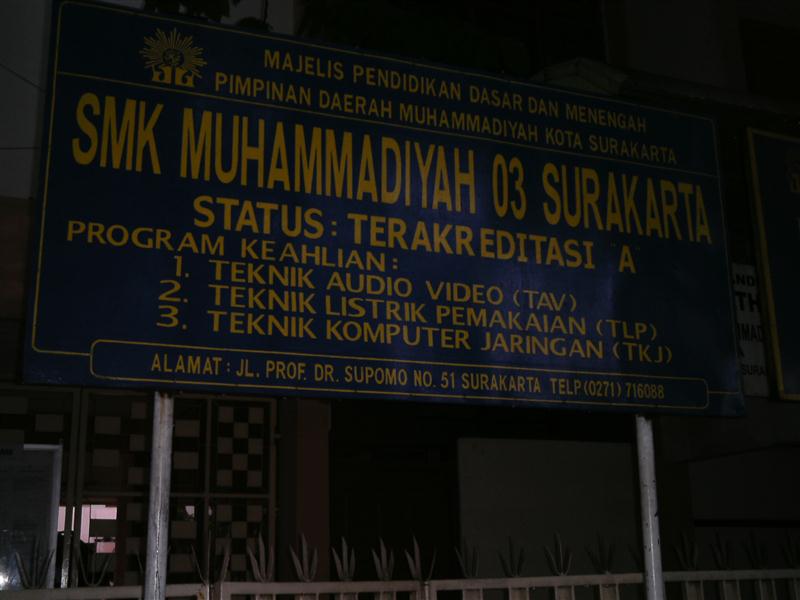 MAJELIS PENDIDIKAN DASAR DAN MENENGAH
PIMPINAN DAERAH MUHAMMADIYAH KOTA SURAKARTA
SMK MUHAMMADIYAH 03 SURAKARTA
STATUS : TERAKREDITASI "A"
PROGRAM KEAHLIAN :
1. TEKNIK AUDIO VIDEO (TAV)
2. TEKNIK LISTRIK PEMAKAIAN (TLP)
3. TEKNIK KOMPUTER JARINGAN (TKJ)
ALAMAT : JL. PROF. DR. SUPOMO NO. 51 SURAKARTA TELP (0271) 716088